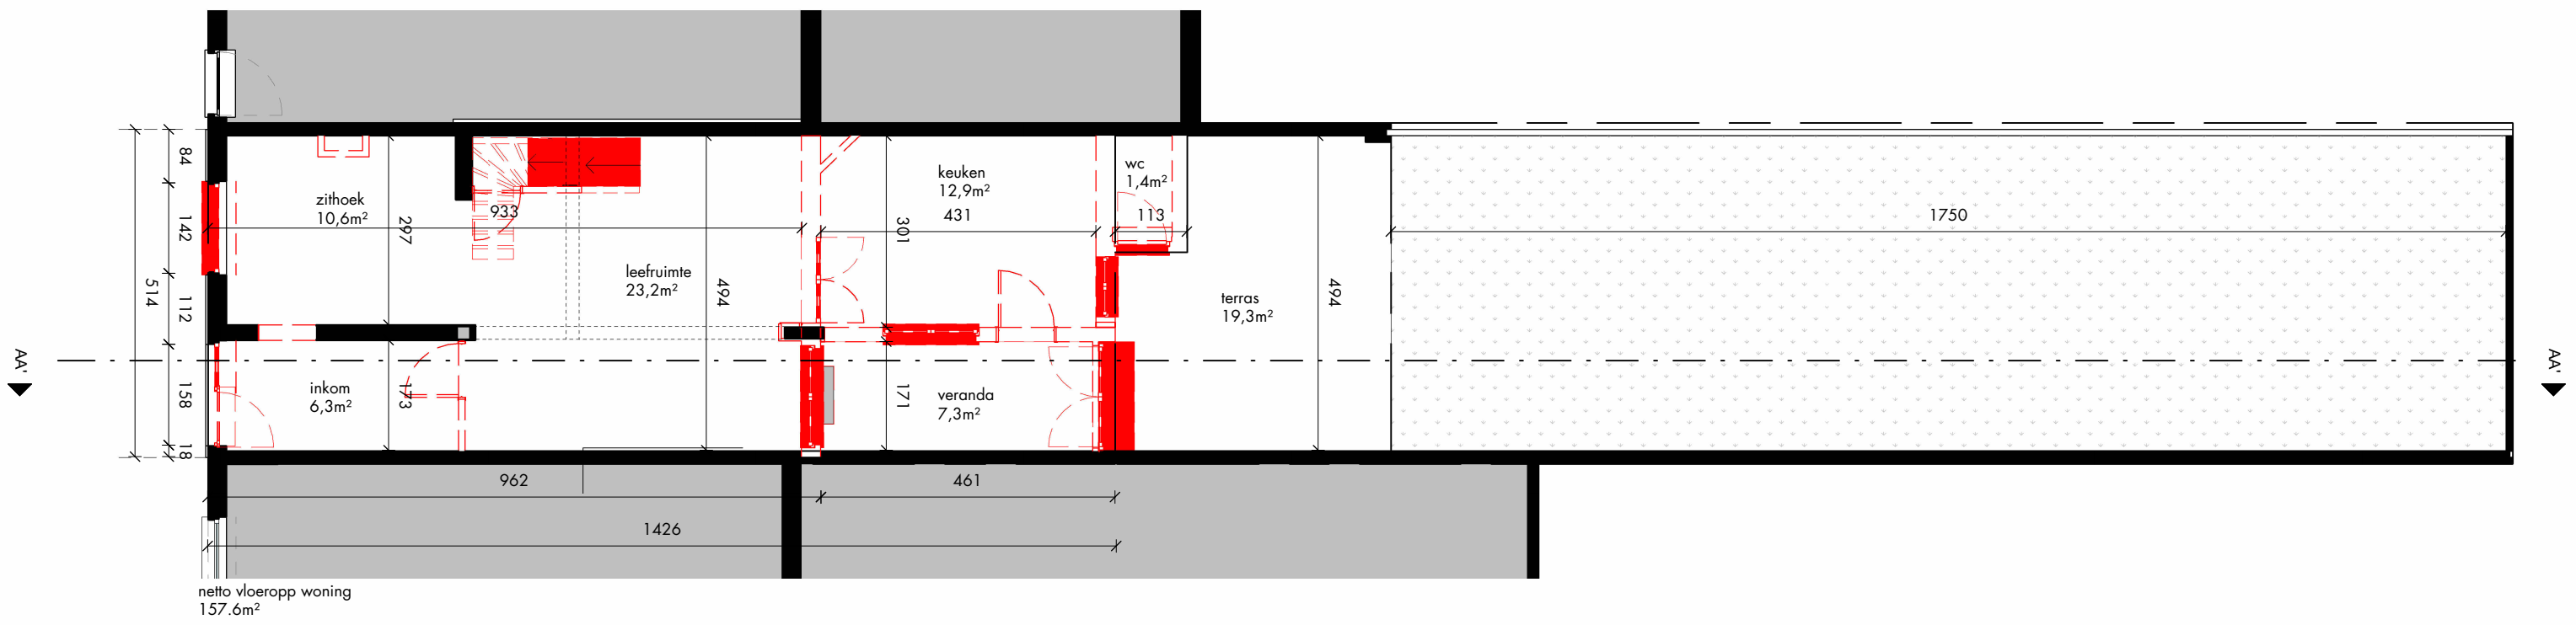 84
142
112
158
18
514
zithoek
10,6m²
297
933
leefruimte
23,2m²
494
keuken
12,9m²
431
301
wc
1,4m²
113
1750
terras
19,3m²
494
AA'
AA'
inkom
6,3m²
173
veranda
7,3m²
171
962
461
1426
netto vloeropp woning
157.6m²